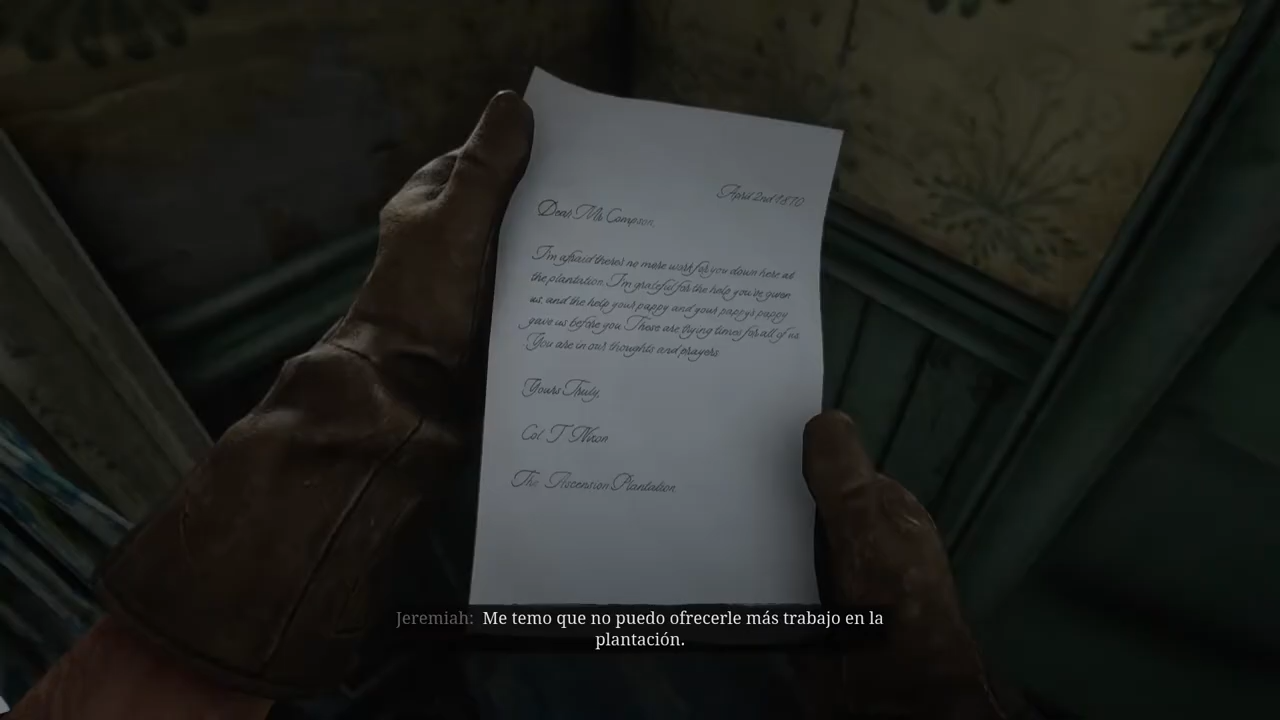 April 2nd 1870
Dear Mr Compson,
I'm afraid there's no more work for you down here at
the plantation. I'm grateful for the help you've given
us, and the help your pappy and your pappy's pappy
gave us before you. These are trying times for all of us.
You are in our thoughts and prayers.
Yours Truly,
Col T Nixon
The Ascension Plantation
Jeremiah: Me temo que no puedo ofrecerle más trabajo en la
plantación.